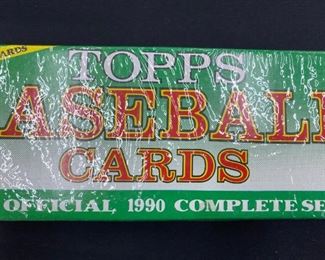 ARDS
TOPPS
ASEBALL
CARDS
OFFICIAL 1990 COMPLETE SE